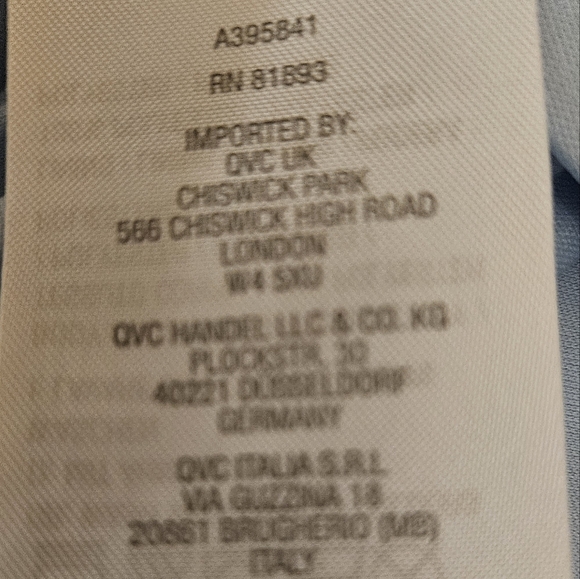 A395841
RN 81893
IMPORTED BY:
QVC UK
CHISWICK PARK
566 CHISWICK HIGH ROAD
LONDON
W4 5XU
QVC HANDEL LLC & CO. KG
PLOCKSTR. 30
40221 DÜSSELDORF
GERMANY
QVC ITALIA S.R.L
VIA GUZZINA 18
20861 BRUGHERIO (MB)
ITALY